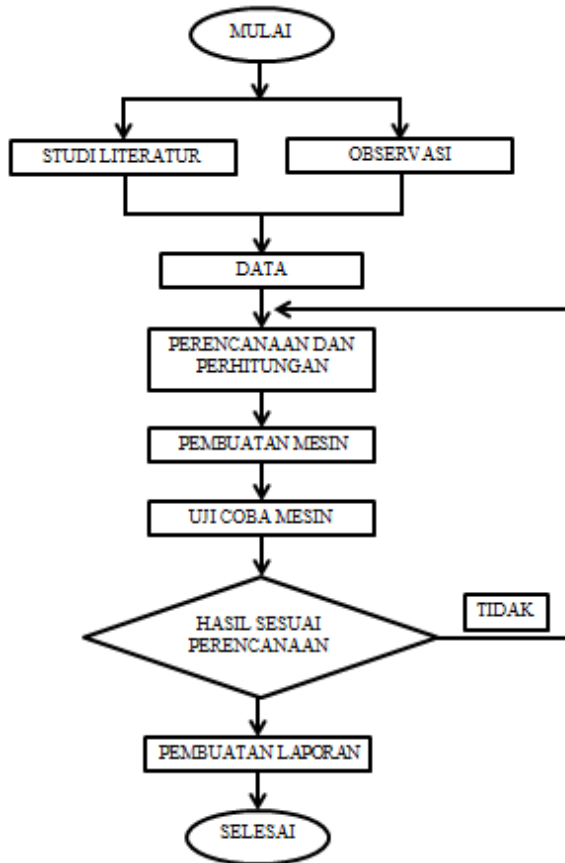 MULAI
STUDI LITERATUR
OBSERVASI
DATA
PERENCANAAN DAN
PERHITUNGAN
PEMBUATAN MESIN
UJI COBA MESIN
HASIL SESUAI
PERENCANAAN
TIDAK
PEMBUATAN LAPORAN
SELESAI